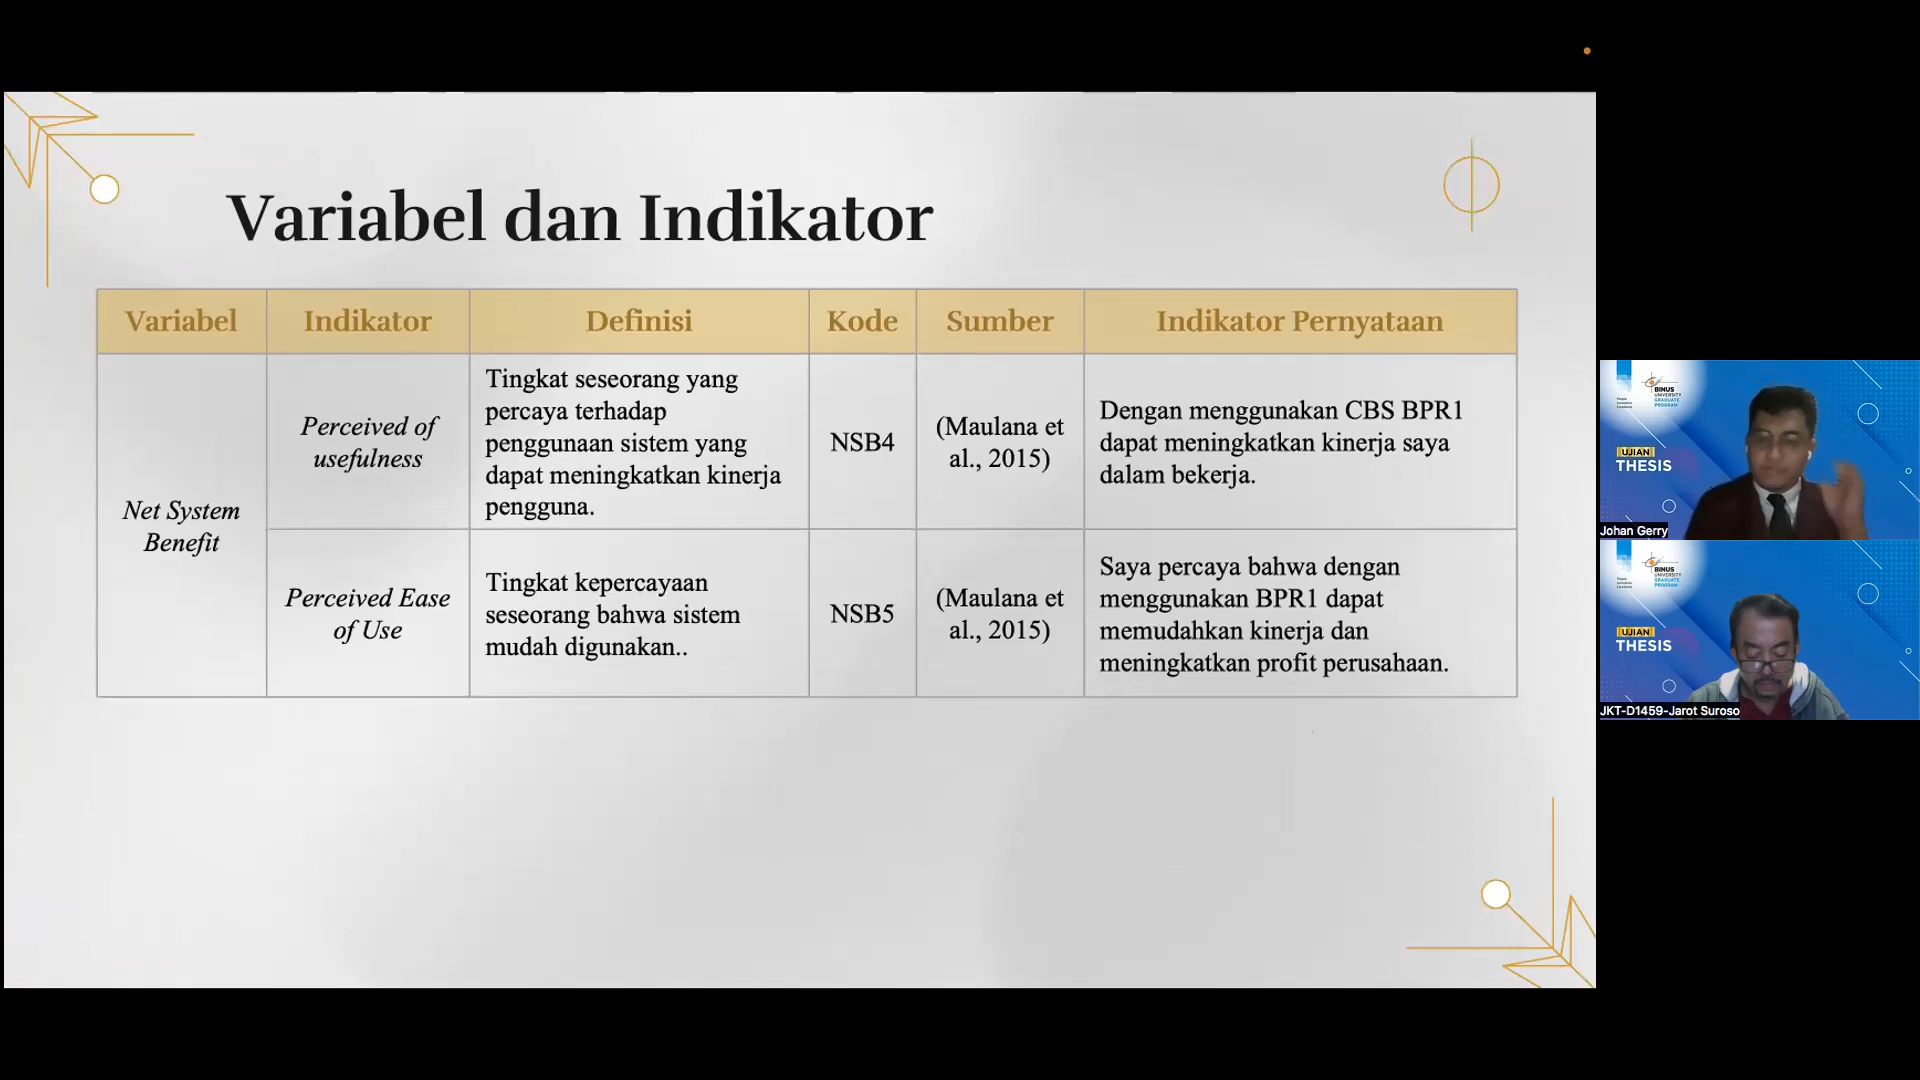 Variabel dan Indikator
Variabel Indikator Definisi Kode Sumber Indikator Pernyataan
Net System
Benefit
Perceived of
usefulness
Tingkat seseorang yang
percaya terhadap
penggunaan sistem yang
dapat meningkatkan kinerja
pengguna.
NSB4
(Maulana et
al., 2015)
Dengan menggunakan CBS BPR1
dapat meningkatkan kinerja saya
dalam bekerja.
Perceived Ease
of Use
Tingkat kepercayaan
seseorang bahwa sistem
mudah digunakan..
NSB5
(Maulana et
al., 2015)
Saya percaya bahwa dengan
menggunakan BPR1 dapat
memudahkan kinerja dan
meningkatkan profit perusahaan.
BINUS
UNIVERSITY
GRADUATE
PROGRAM
UJIAN
THESIS
Johan Gerry
BINUS
UNIVERSITY
GRADUATE
PROGRAM
UJIAN
THESIS
JKT-D1459-Jarot Suroso